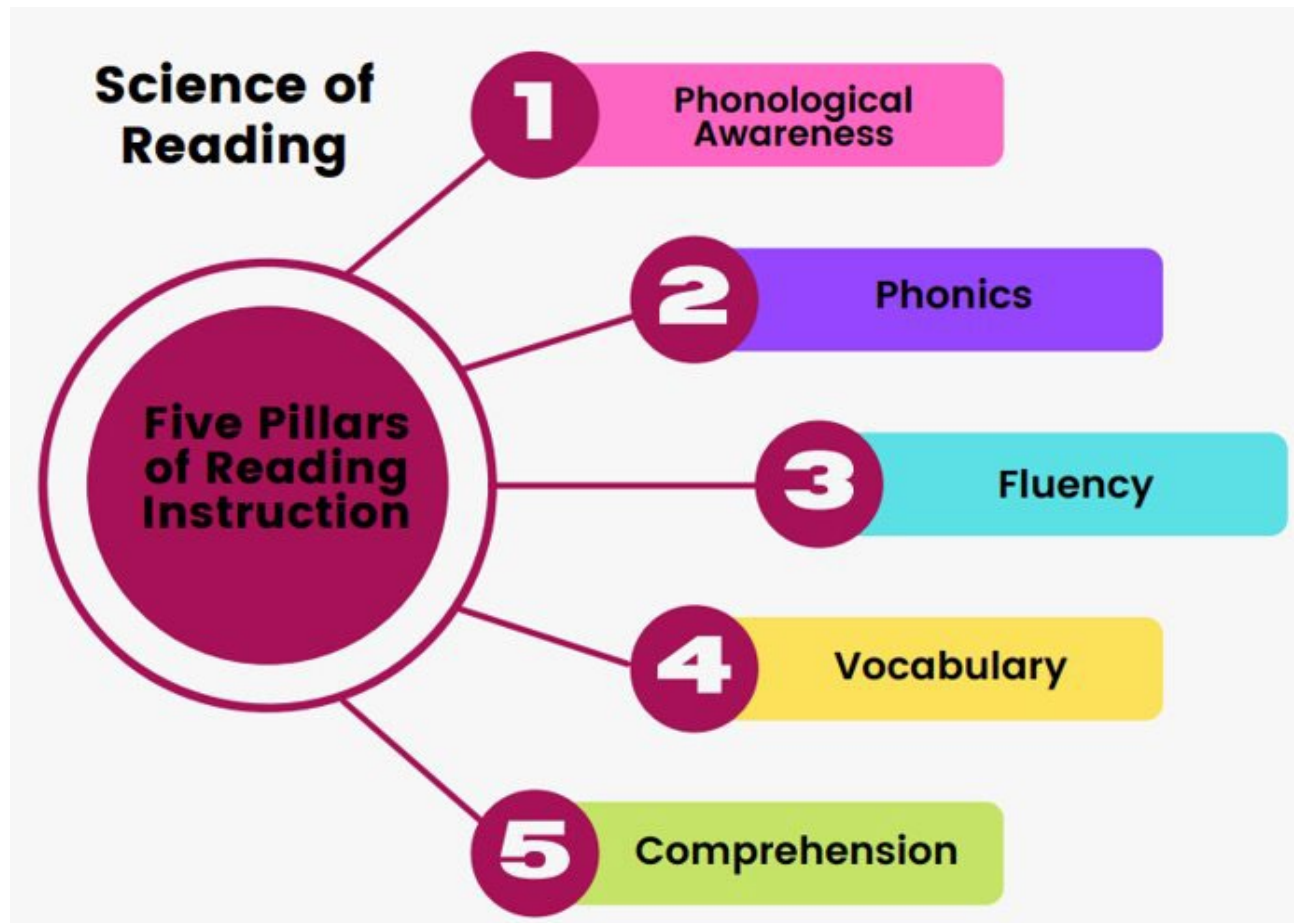 Science of
Reading
1
Phonological
Awareness
2
Phonics
Five Pillars
of Reading
Instruction
3
Fluency
4
Vocabulary
5
Comprehension